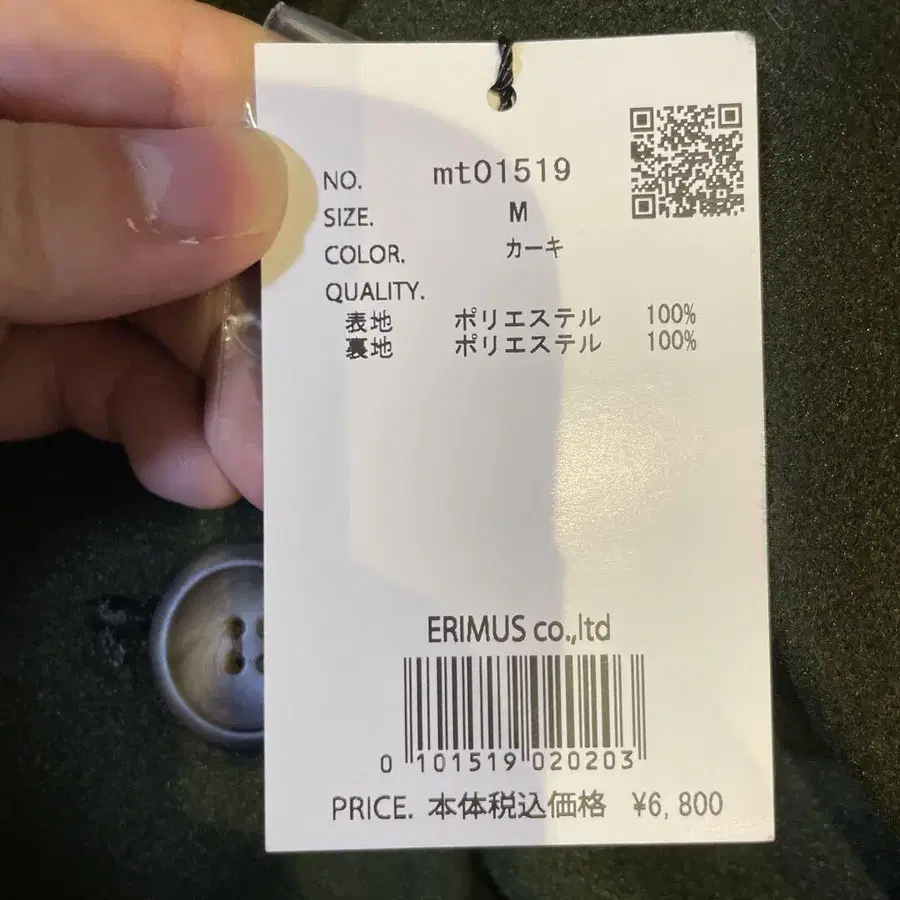 NO. mt01519
SIZE. M
COLOR. カーキ
QUALITY.
表地 ポリエステル 100%
裏地 ポリエステル 100%
ERIMUS co.,ltd
0 101519 020203
PRICE. 本体税込価格 ¥6,800